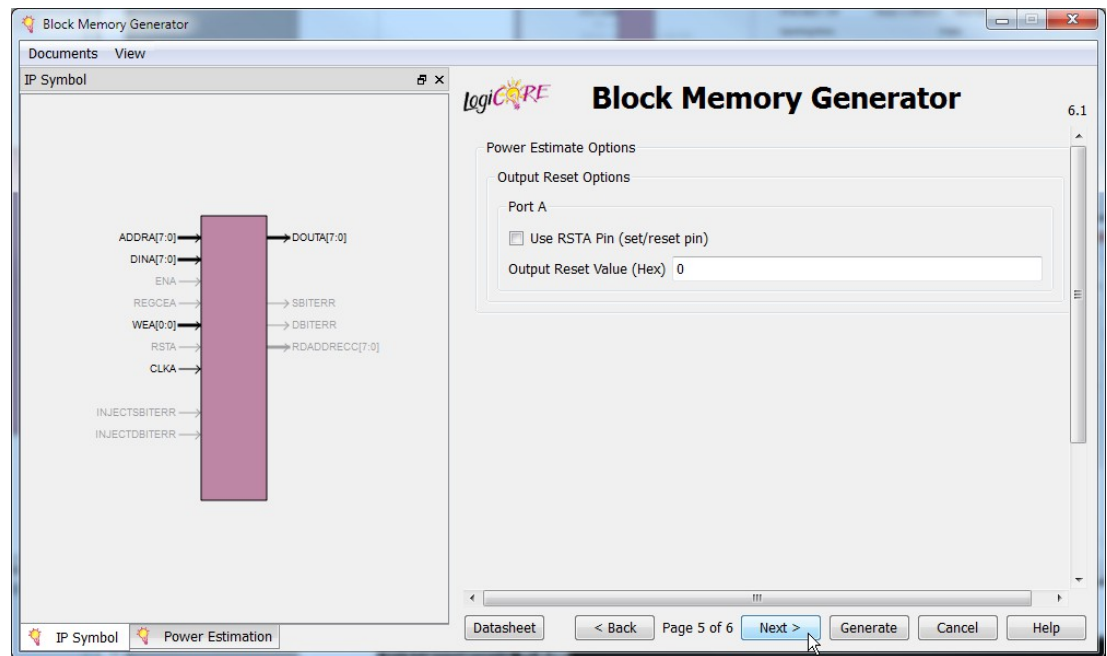 Block Memory Generator
Documents View
IP Symbol
ADDRA[7:0]
DINA[7:0]
ENA
REGCEA
WEA[0:0]
RSTA
CLKA
INJECTSBITERR
INJECTDBITERR
DOUTA[7:0]
SBITERR
DBITERR
RDADDRECC[7:0]
IP Symbol Power Estimation
LogiCORE
Block Memory Generator
6.1
Power Estimate Options
Output Reset Options
Port A
Use RSTA Pin (set/reset pin)
Output Reset Value (Hex) 0
Datasheet < Back Page 5 of 6 Next > Generate Cancel Help